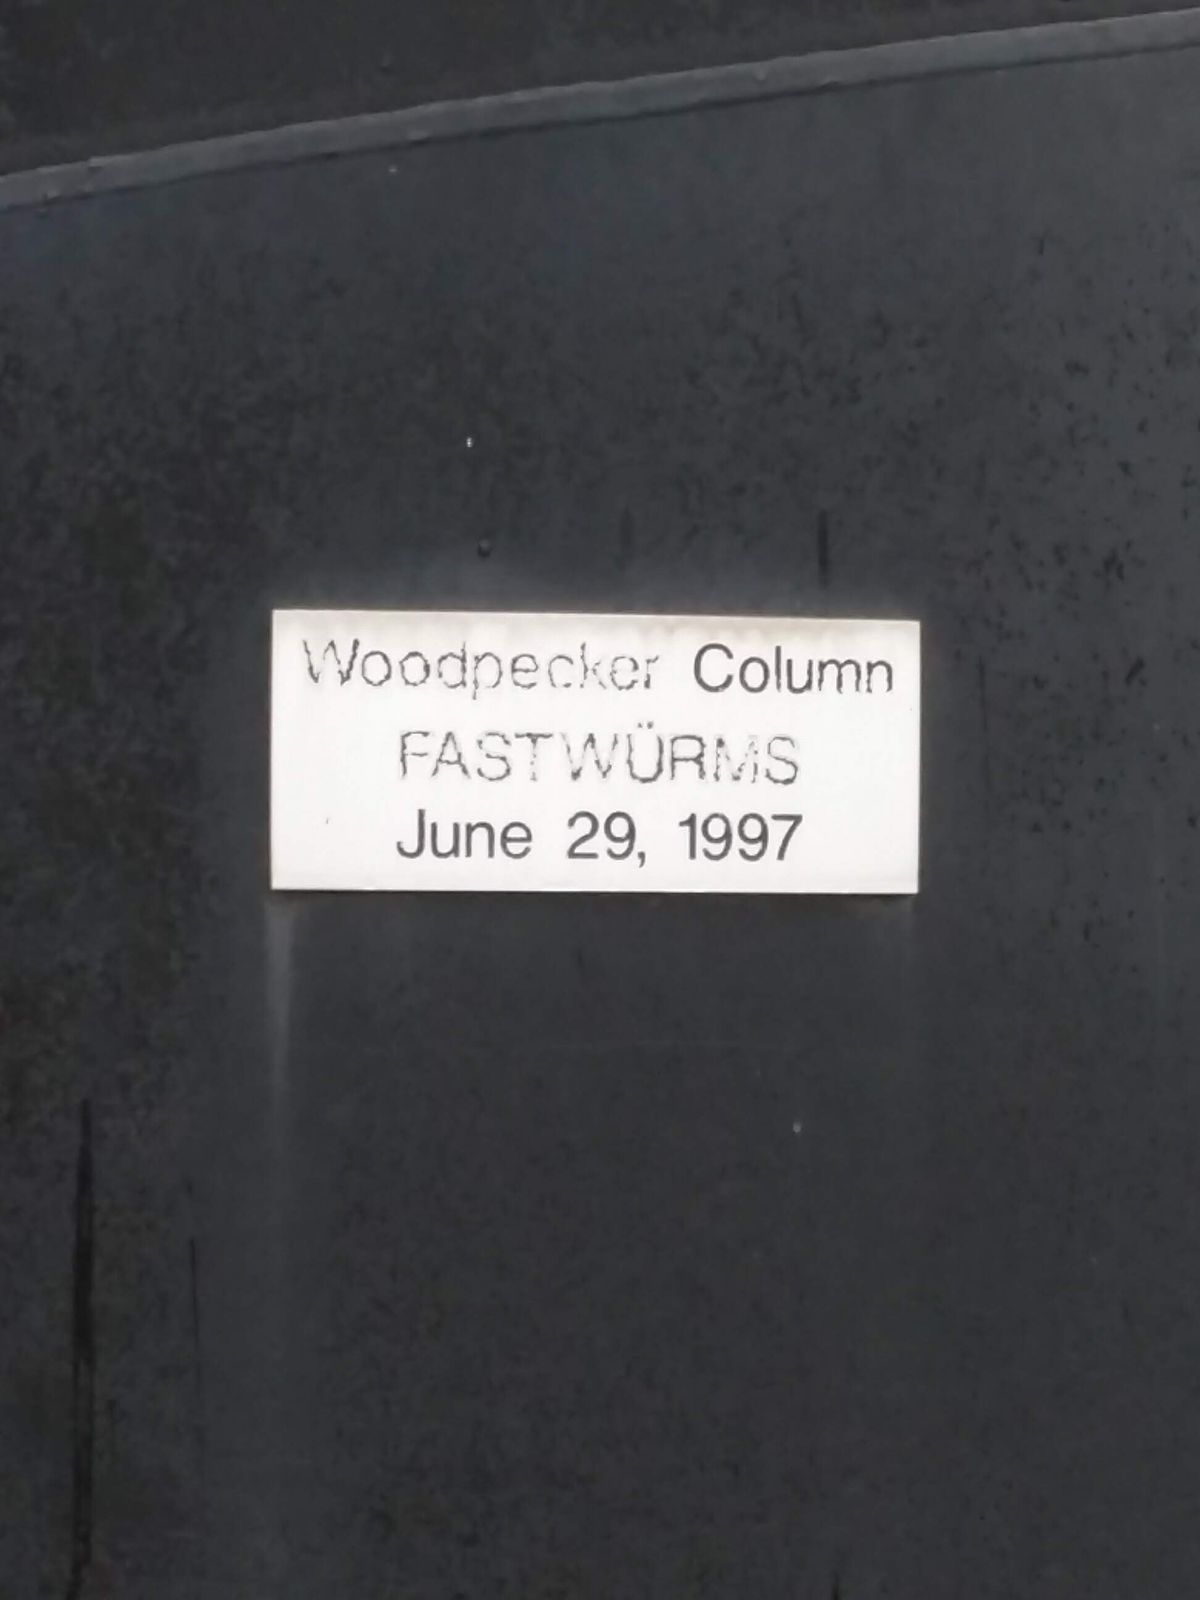 Woodpecker Column
FASTWÜRMS
June 29, 1997